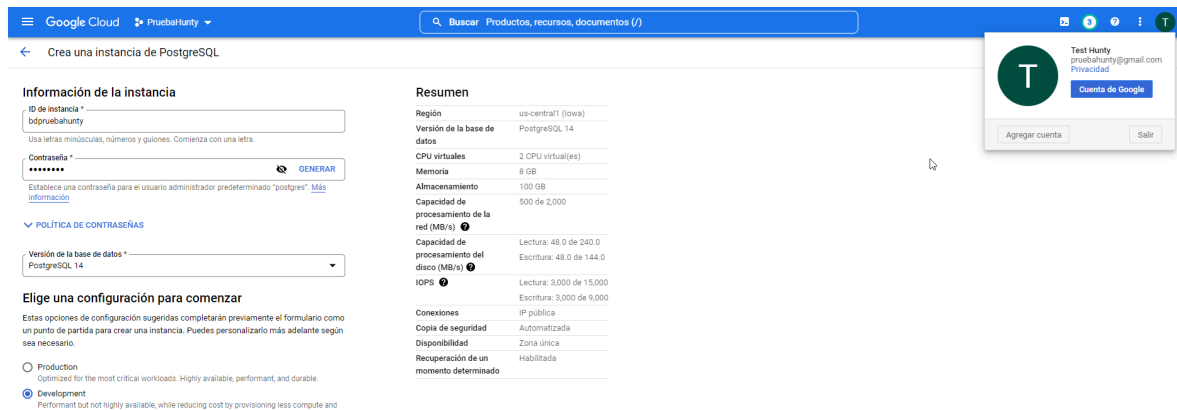 Google Cloud
PruebaHunty
Buscar Productos, recursos, documentos (/)
3
T
Crea una instancia de PostgreSQL
T
Test Hunty
pruebahunty@gmail.com
Privacidad
Cuenta de Google
Agregar cuenta
Salir
Información de la instancia
ID de instancia *
bdpruebahunty
Usa letras minúsculas, números y guiones. Comienza con una letra.
Contraseña *
••••••••
GENERAR
Establece una contraseña para el usuario administrador predeterminado "postgres". Más
información
POLÍTICA DE CONTRASEÑAS
Versión de la base de datos *
PostgreSQL 14
Elige una configuración para comenzar
Estas opciones de configuración sugeridas completarán previamente el formulario como
un punto de partida para crear una instancia. Puedes personalizarlo más adelante según
sea necesario.
Production
Optimized for the most critical workloads. Highly available, performant, and durable.
Development
Performant but not highly available, while reducing cost by provisioning less compute and
Resumen
Región us-central1 (Iowa)
Versión de la base de PostgreSQL 14
datos
CPU virtuales 2 CPU virtual(es)
Memoria 8 GB
Almacenamiento 100 GB
Capacidad de 500 de 2,000
procesamiento de la
red (MB/s)
Capacidad de Lectura: 48.0 de 240.0
procesamiento del Escritura: 48.0 de 144.0
disco (MB/s)
IOPS Lectura: 3,000 de 15,000
Escritura: 3,000 de 9,000
Conexiones IP pública
Copia de seguridad Automatizada
Disponibilidad Zona única
Recuperación de un Habilitada
momento determinado